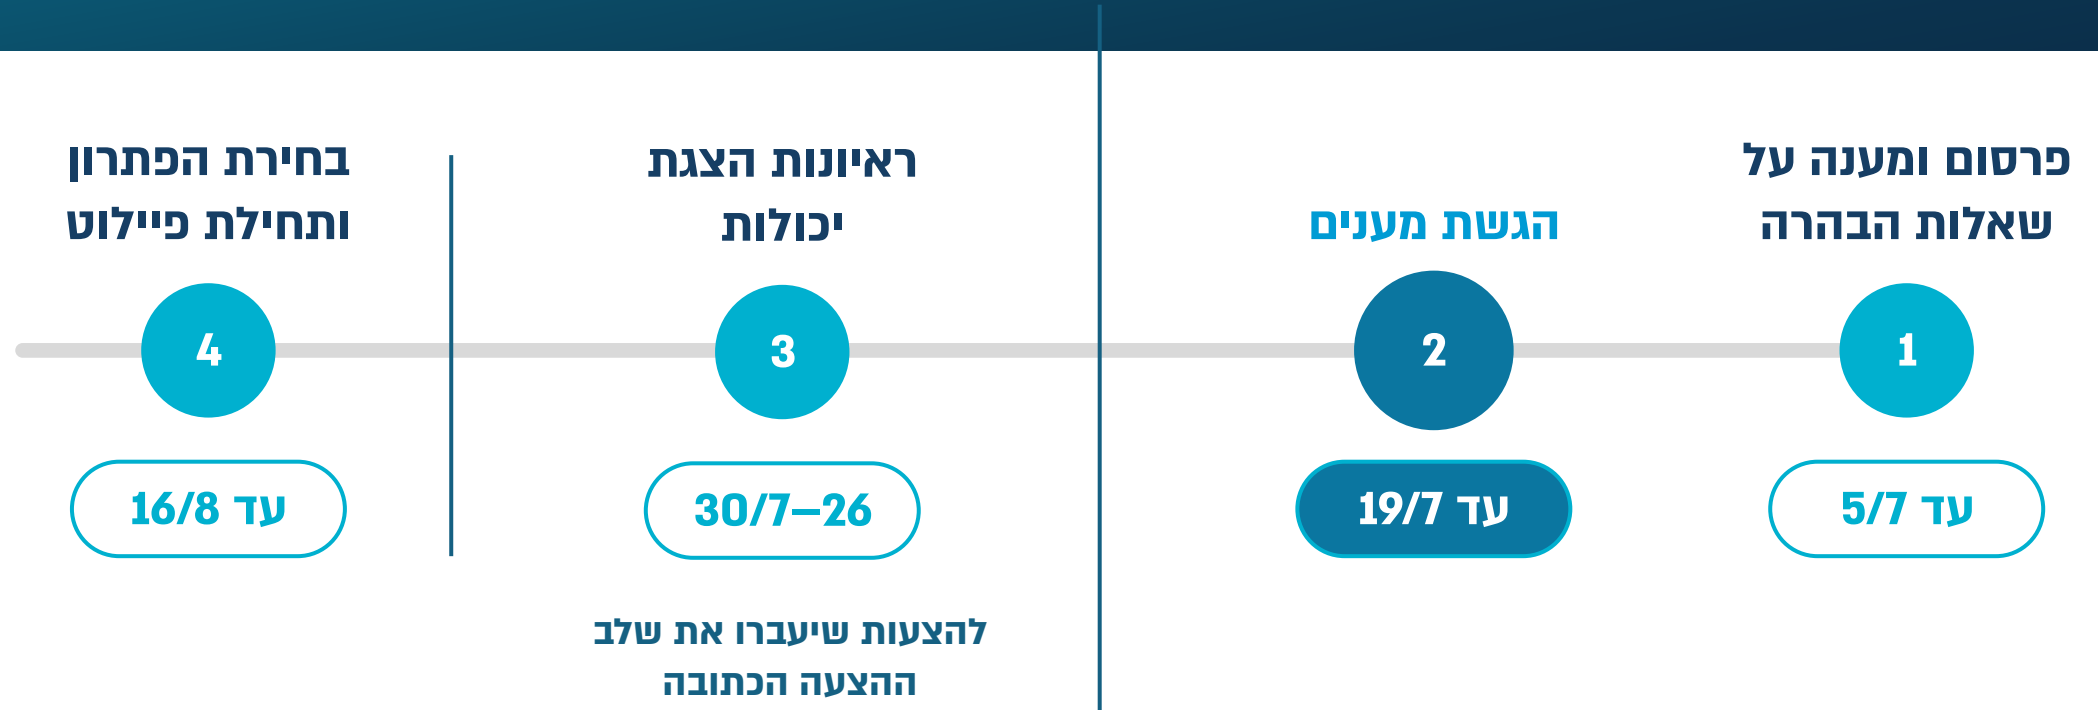 פרסום ומענה על
שאלות הבהרה
1
עד 5/7
הגשת מענים
2
עד 19/7
ראיונות הצגת
יכולות
3
30/7–26
להצעות שיעברו את שלב
ההצעה הכתובה
בחירת הפתרון
ותחילת פיילוט
4
עד 16/8